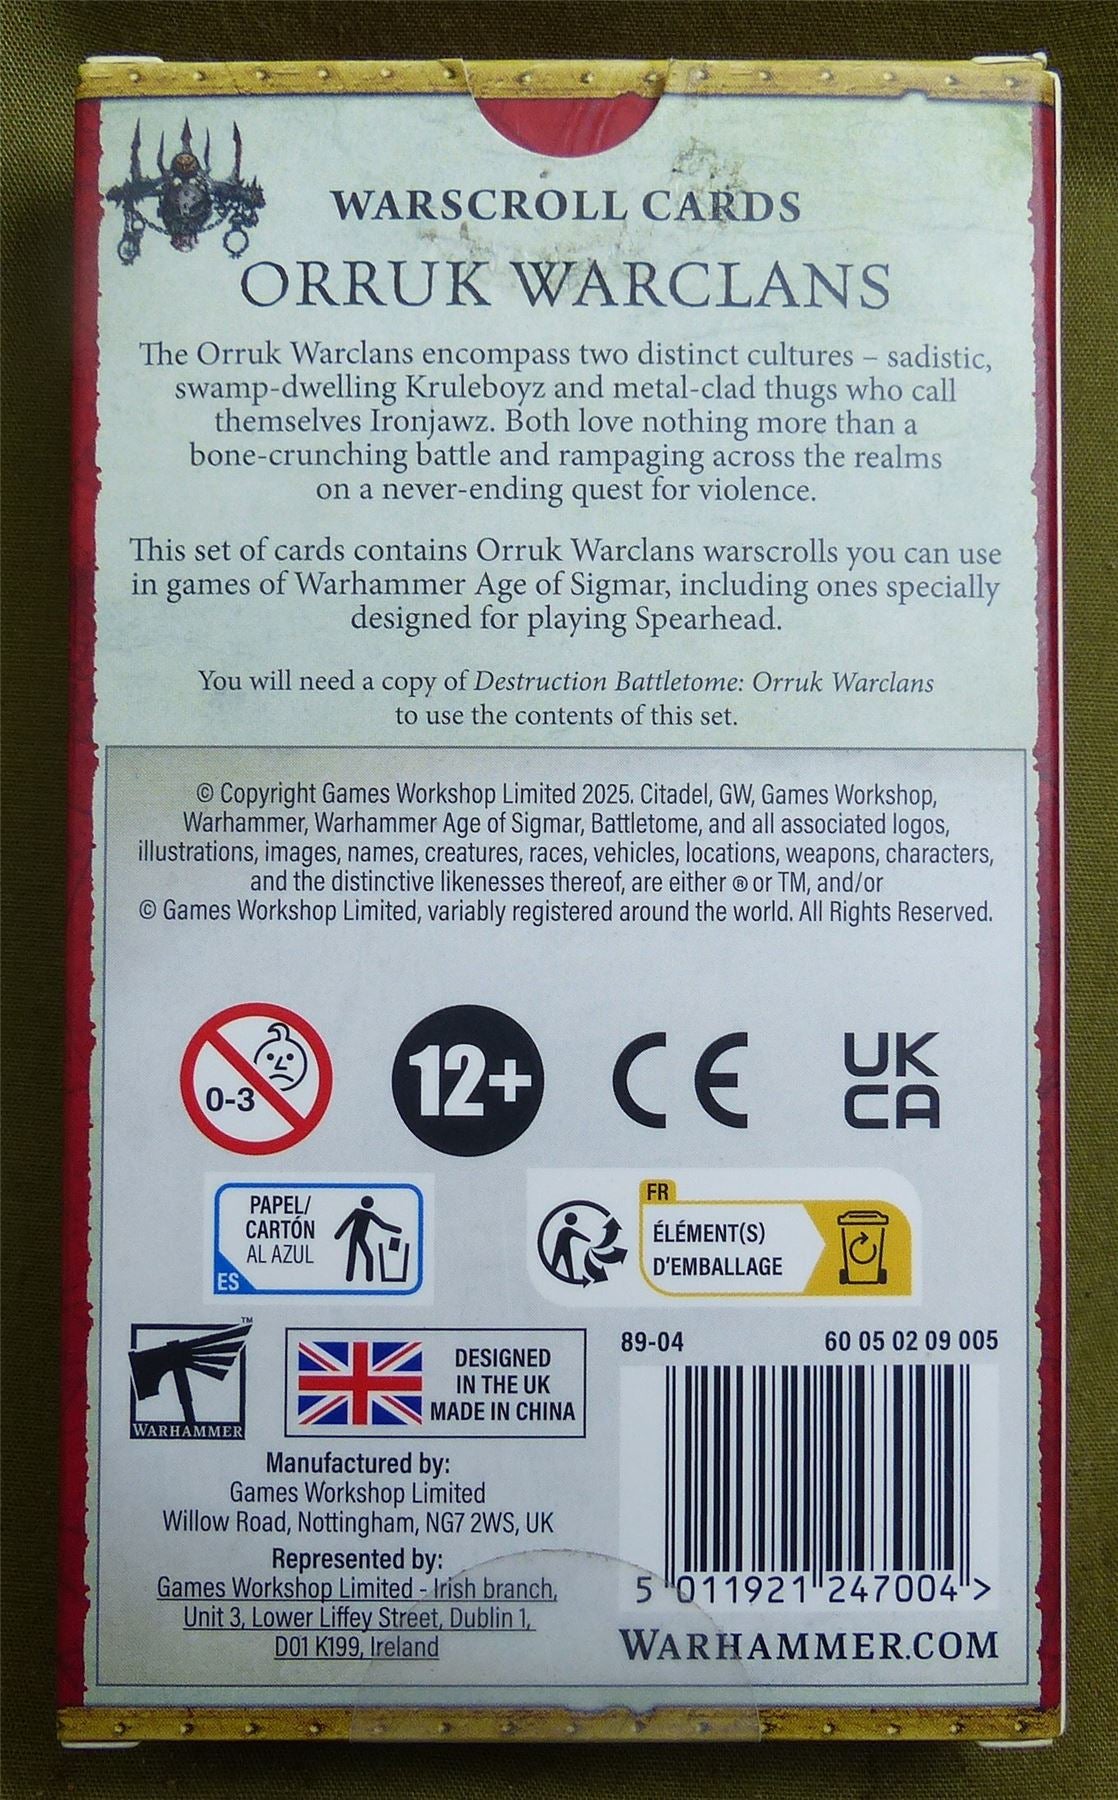 WARSCROLL CARDS
ORRUK WARCLANS
The Orruk Warclans encompass two distinct cultures – sadistic,
swamp-dwelling Kruleboyz and metal-clad thugs who call
themselves Ironjawz. Both love nothing more than a
bone-crunching battle and rampaging across the realms
on a never-ending quest for violence.
This set of cards contains Orruk Warclans warscrolls you can use
in games of Warhammer Age of Sigmar, including ones specially
designed for playing Spearhead.
You will need a copy of Destruction Battletome: Orruk Warclans
to use the contents of this set.
© Copyright Games Workshop Limited 2025. Citadel, GW, Games Workshop,
Warhammer, Warhammer Age of Sigmar, Battletome, and all associated logos,
illustrations, images, names, creatures, races, vehicles, locations, weapons, characters,
and the distinctive likenesses thereof, are either ® or TM, and/or
© Games Workshop Limited, variably registered around the world. All Rights Reserved.
0-3
12+
CE
UK
CA
PAPEL/
CARTÓN
AL AZUL
ES
FR
ÉLÉMENT(S)
D'EMBALLAGE
TM
WARHAMMER
DESIGNED
IN THE UK
MADE IN CHINA
Manufactured by:
Games Workshop Limited
Willow Road, Nottingham, NG7 2WS, UK
Represented by:
Games Workshop Limited - Irish branch,
Unit 3, Lower Liffey Street, Dublin 1,
D01 K199, Ireland
89-04 60 05 02 09 005
5 011921 247004 >
WARHAMMER.COM